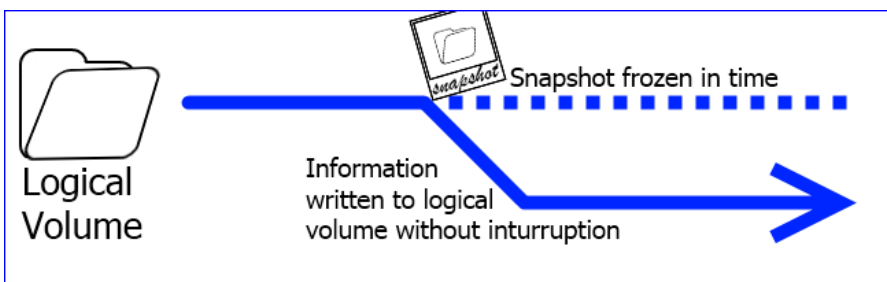 snapshot
Snapshot frozen in time
Logical
Volume
Information
written to logical
volume without inturruption